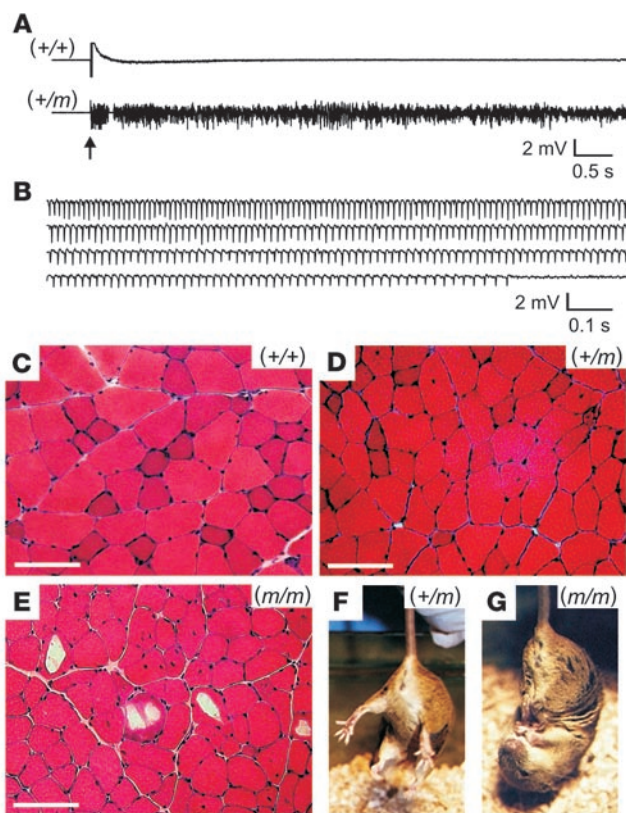 A
(+/+)
(+/m)
2 mV
0.5 s
B
2 mV
0.1 s
C (+/+)
D (+/m)
E (m/m)
F (+/m)
G (m/m)